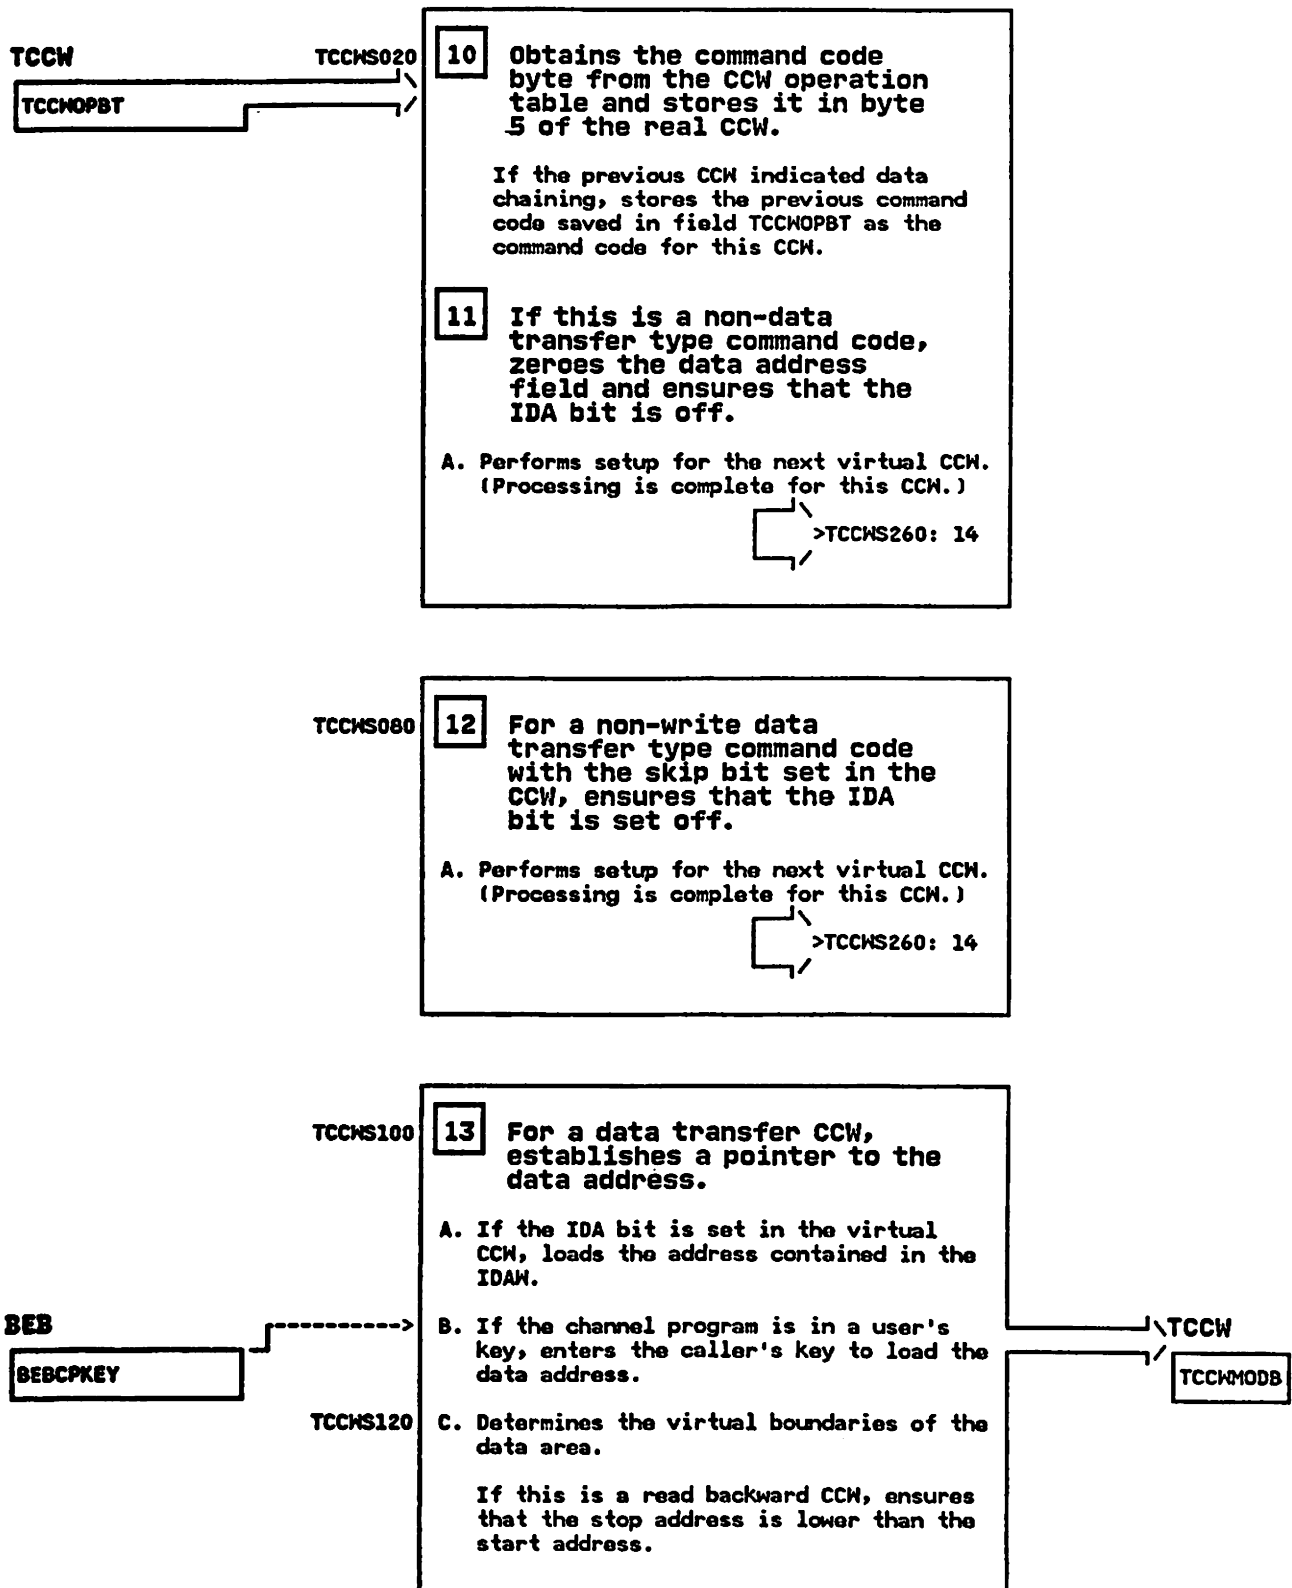 TCCW
TCCWS020
TCCWOPBT
10 Obtains the command code
byte from the CCW operation
table and stores it in byte
5 of the real CCW.
If the previous CCW indicated data
chaining, stores the previous command
code saved in field TCCWOPBT as the
command code for this CCW.
11 If this is a non-data
transfer type command code,
zeroes the data address
field and ensures that the
IDA bit is off.
A. Performs setup for the next virtual CCW.
(Processing is complete for this CCW.)
>TCCWS260: 14
TCCWS080
12 For a non-write data
transfer type command code
with the skip bit set in the
CCW, ensures that the IDA
bit is set off.
A. Performs setup for the next virtual CCW.
(Processing is complete for this CCW.)
>TCCWS260: 14
TCCWS100
13 For a data transfer CCW,
establishes a pointer to the
data address.
A. If the IDA bit is set in the virtual
CCW, loads the address contained in the
IDAW.
BEB
BEBCPKEY
B. If the channel program is in a user's
key, enters the caller's key to load the
data address.
TCCW
TCCWMODB
TCCWS120
C. Determines the virtual boundaries of the
data area.
If this is a read backward CCW, ensures
that the stop address is lower than the
start address.